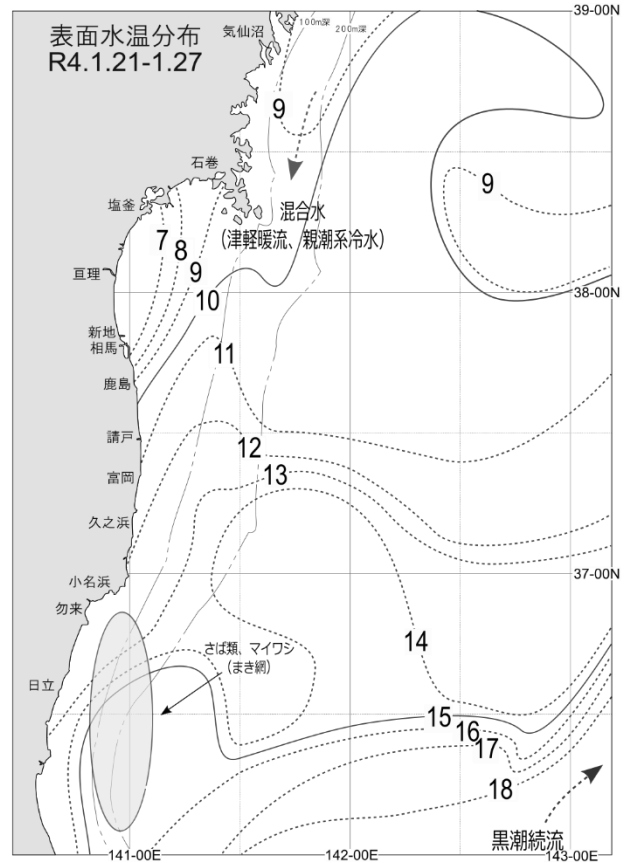 表面水温分布
R4.1.21-1.27
気仙沼
100m深
200m深
39-00N
9
石巻
塩釜
9
混合水
(津軽暖流、親潮系冷水)
7
8
9
10
亘理
38-00N
新地
相馬
11
鹿島
請戸
12
富岡
13
久之浜
37-00N
小名浜
勿来
さば類、マイワシ
(まき網)
14
日立
15
16
17
18
黒潮続流
141-00E
142-00E
143-00E